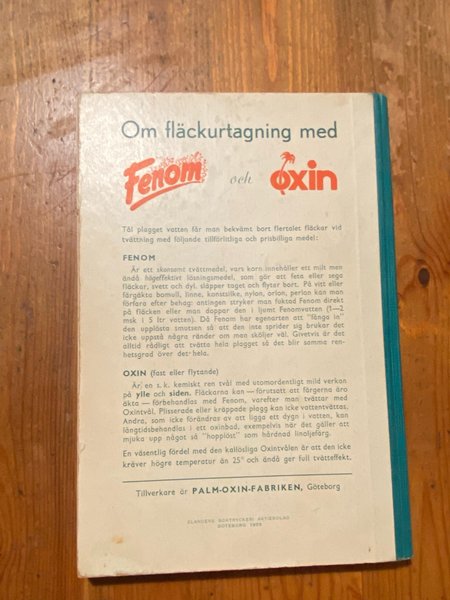 Om fläckurtagning med
Fenom och oxin
Tål plagget vatten får man bekvämt bort flertalet fläckar vid
tvättning med följande tillförlitliga och prisbilliga medel:
FENOM
Är ett skonsamt tvättmedel, vars korn innehåller ett milt men
ändå högeffektivt lösningsmedel, som gör att feta eller sega
fläckar, svett och dyl. släpper taget och flyter bort. På vitt eller
färgäkta bomull, linne, konstsilke, nylon, orlon, perlon kan man
förfara efter behag: antingen stryker man fuktad Fenom direkt
på fläcken eller man doppar den i ljumt Fenomvatten (1—2
msk i 5 ltr vatten). Då Fenom har egenarten att "fånga in"
den upplösta smutsen så att den inte sprider sig brukar det
icke uppstå några ränder om man sköljer väl. Givetvis är det
alltid rådligt att tvätta hela plagget så det blir samma ren-
hetsgrad över det hela.
OXIN (fast eller flytande)
Är en s. k. kemiskt ren tvål med utomordentligt mild verkan
på ylle och siden. Fläckarna kan — förutsatt att färgerna äro
äkta — förbehandlas med Fenom, varefter man tvättar med
Oxintvål. Plisserade eller kräppade plagg kan icke vattentvättas.
Andra, som icke förändras av att ligga ett dygn i vatten, kan
långtidsbehandlas i ett oxinbad, exempelvis när det gäller att
mjuka upp något så "hopplöst" som hårdnad linoljefärg.
En väsentlig fördel med den kallösliga Oxintvålen är att den icke
kräver högre temperatur än 25° och ändå ger full tvätteffekt.
Tillverkare är PALM-OXIN-FABRIKEN, Göteborg
ELANDERS BOKTRYCKERI AKTIEBOLAG